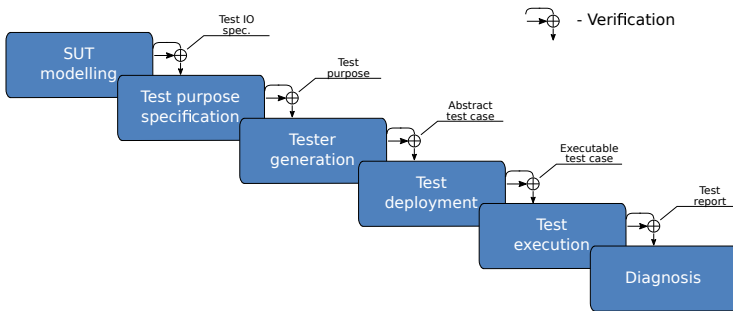 - Verification
Test IO
spec.
SUT
modelling
Test
purpose
Test purpose
specification
Abstract
test case
Tester
generation
Executable
test case
Test
deployment
Test
report
Test
execution
Diagnosis